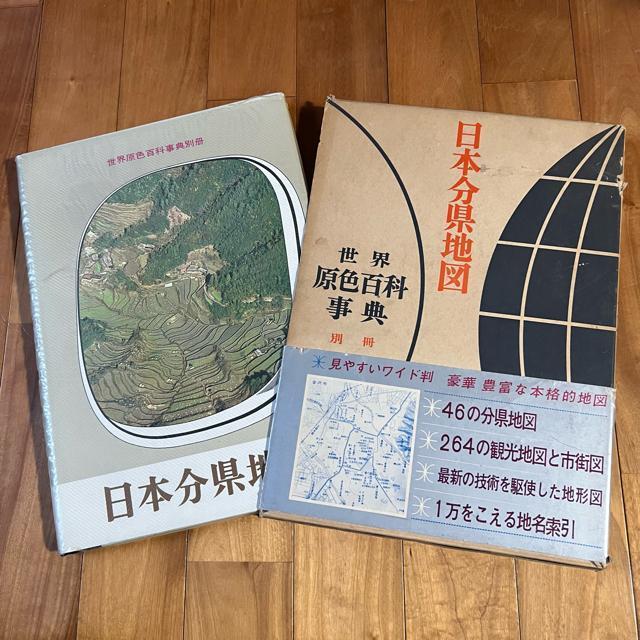 世界原色百科事典別冊
日本分県地
日本分県地図
世界
原色百科
事典
別冊
見やすいワイド判 豪華 豊富な本格的地図
46の分県地図
264の観光地図と市街図
最新の技術を駆使した地形図
1万をこえる地名索引